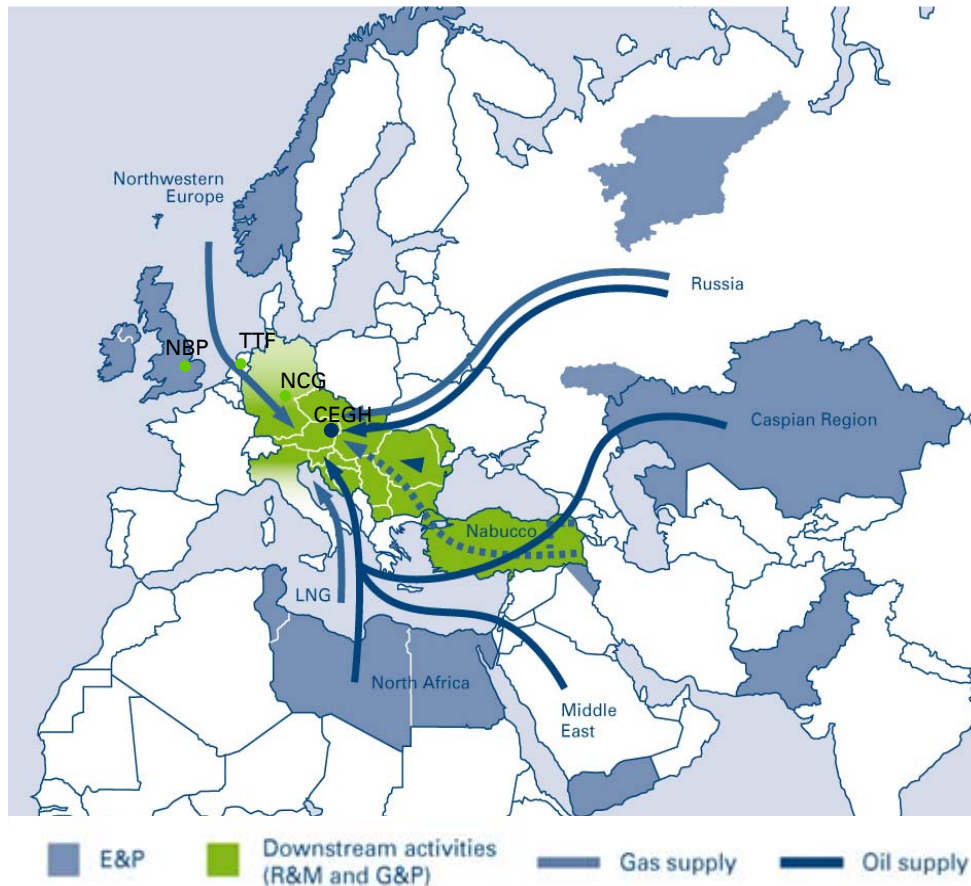 Northwestern
Europe
Russia
NBP
TTF
NCG
CEGH
Caspian Region
Nabucco
LNG
North Africa
Middle
East
E&P
Downstream activities
(R&M and G&P)
Gas supply
Oil supply